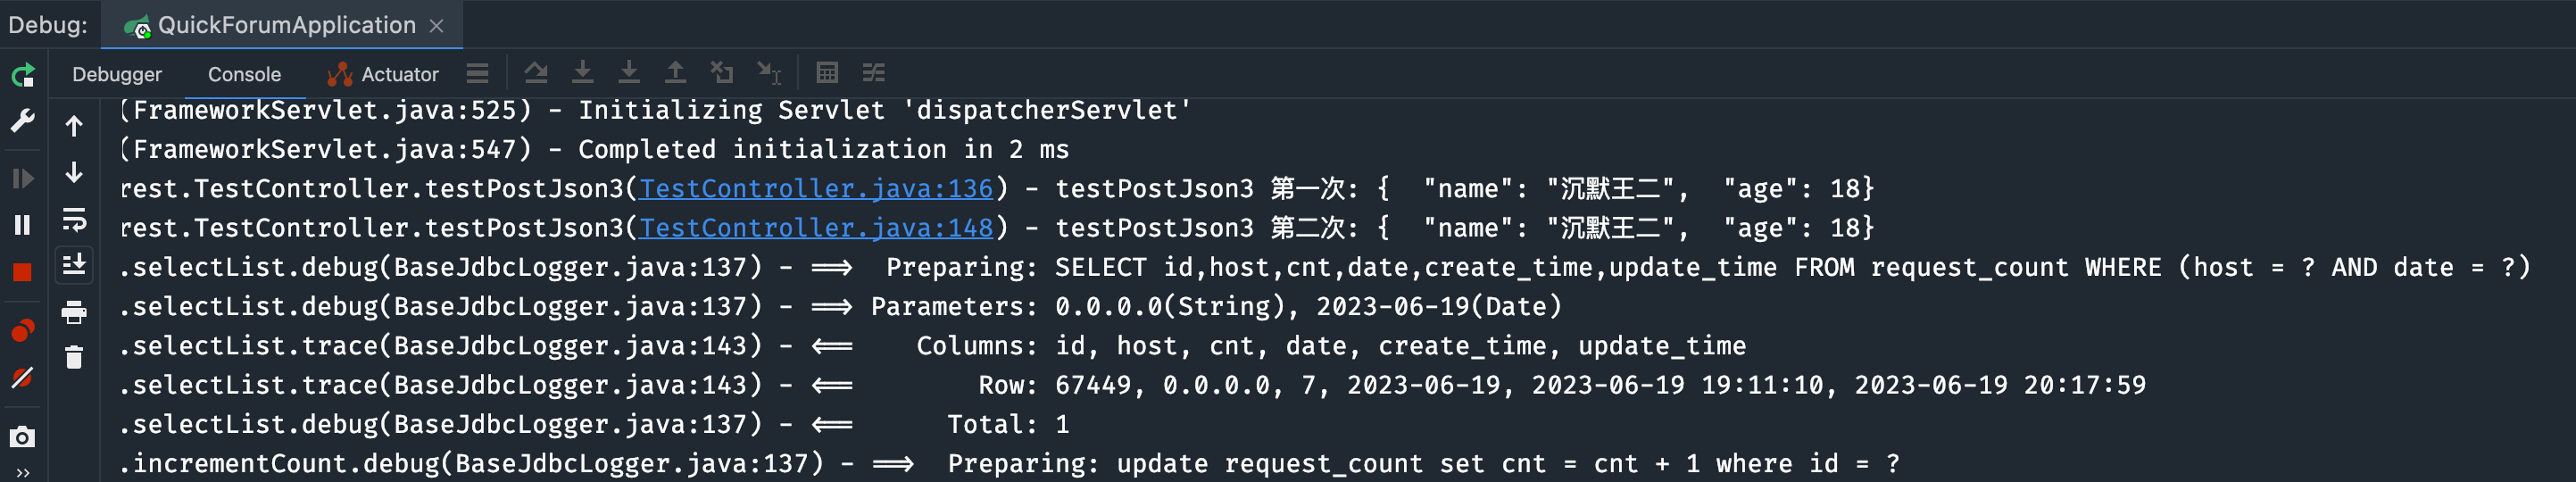 Debug: QuickForumApplication ×
Debugger Console Actuator
(FrameworkServlet.java:525) - Initializing Servlet 'dispatcherServlet'
(FrameworkServlet.java:547) - Completed initialization in 2 ms
rest.TestController.testPostJson3(TestController.java:136) - testPostJson3 第一次: {  "name": "沉默王二",  "age": 18}
rest.TestController.testPostJson3(TestController.java:148) - testPostJson3 第二次: {  "name": "沉默王二",  "age": 18}
.selectList.debug(BaseJdbcLogger.java:137) - ==>  Preparing: SELECT id,host,cnt,date,create_time,update_time FROM request_count WHERE (host = ? AND date = ?)
.selectList.debug(BaseJdbcLogger.java:137) - ==> Parameters: 0.0.0.0(String), 2023-06-19(Date)
.selectList.trace(BaseJdbcLogger.java:143) - <==    Columns: id, host, cnt, date, create_time, update_time
.selectList.trace(BaseJdbcLogger.java:143) - <==        Row: 67449, 0.0.0.0, 7, 2023-06-19, 2023-06-19 19:11:10, 2023-06-19 20:17:59
.selectList.debug(BaseJdbcLogger.java:137) - <==      Total: 1
.incrementCount.debug(BaseJdbcLogger.java:137) - ==>  Preparing: update request_count set cnt = cnt + 1 where id = ?